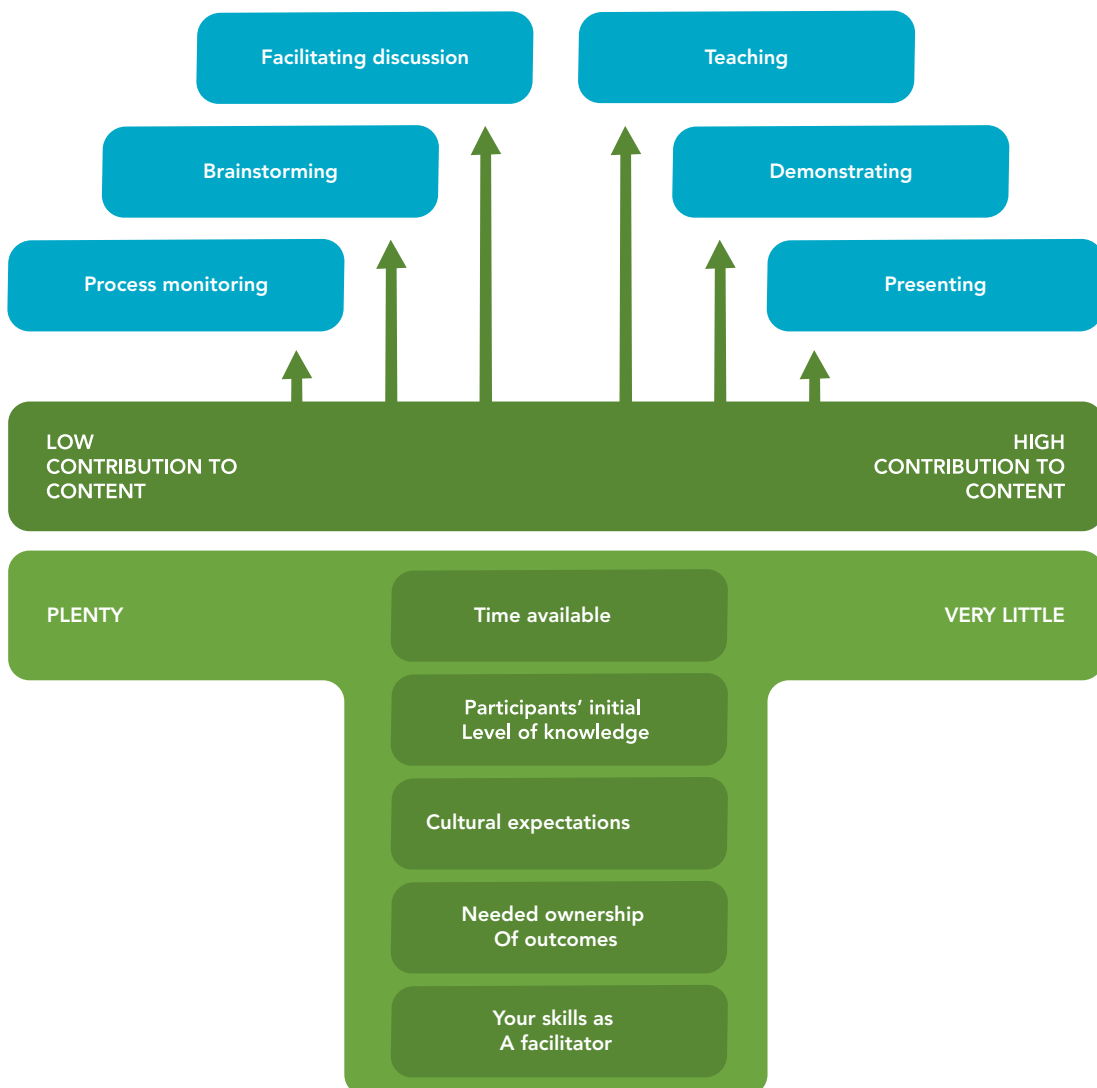 Facilitating discussion
Teaching
Brainstorming
Demonstrating
Process monitoring
Presenting
LOW
CONTRIBUTION TO
CONTENT
HIGH
CONTRIBUTION TO
CONTENT
PLENTY
Time available
VERY LITTLE
Participants’ initial
Level of knowledge
Cultural expectations
Needed ownership
Of outcomes
Your skills as
A facilitator